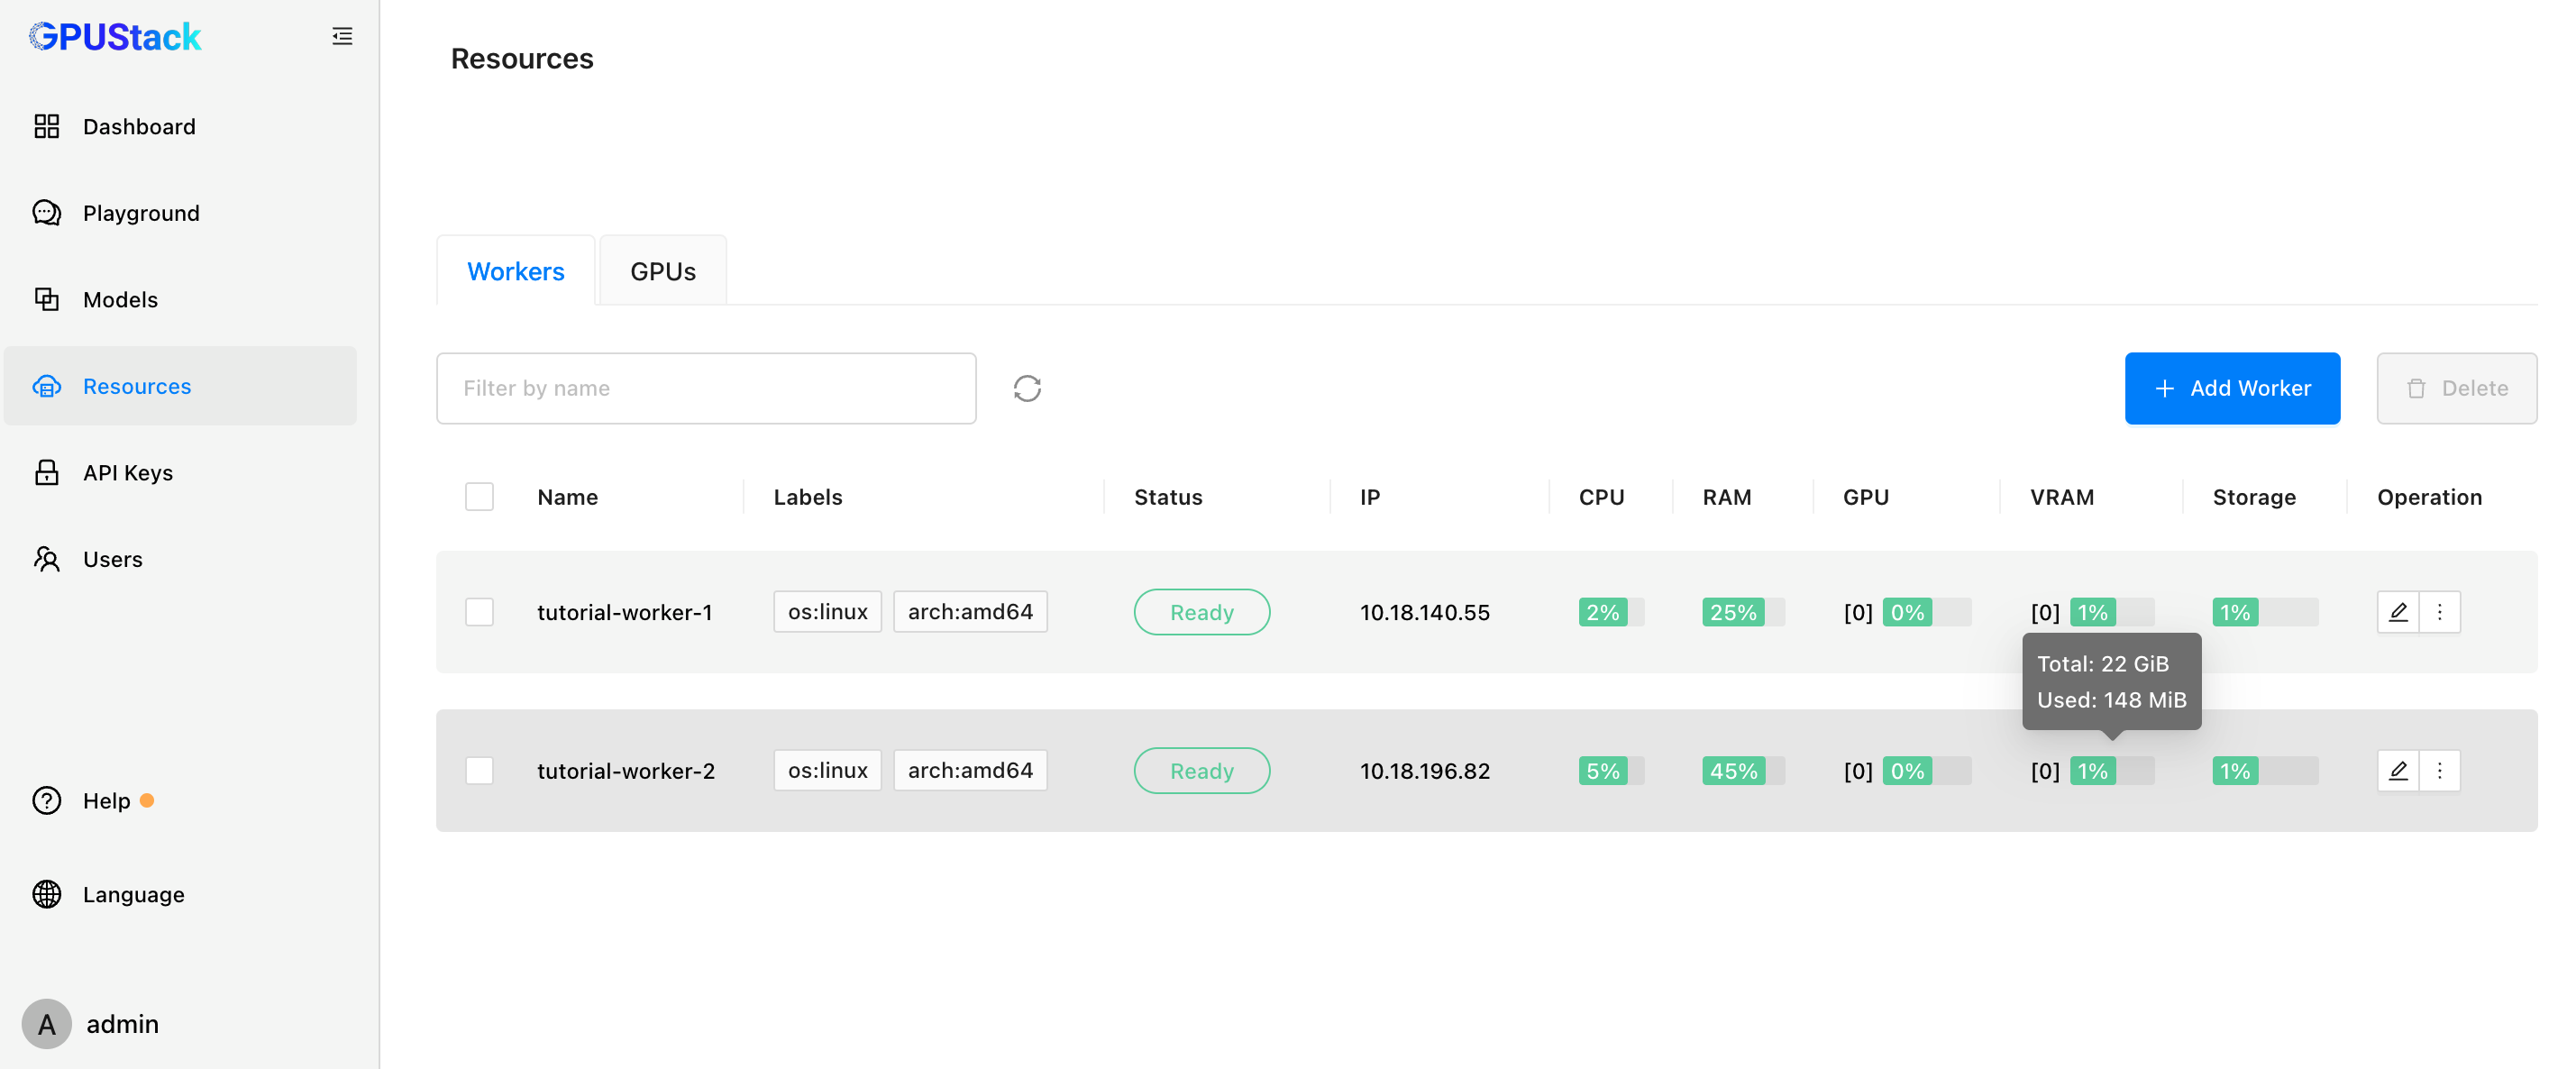 GPUStack
Dashboard
Playground
Models
Resources
API Keys
Users
Help
Language
A admin
Resources
Workers GPUs
Filter by name
Add Worker Delete
Name Labels Status IP CPU RAM GPU VRAM Storage Operation
tutorial-worker-1 os:linux arch:amd64 Ready 10.18.140.55 2% 25% [0] 0% [0] 1% 1%
Total: 22 GiB
Used: 148 MiB
tutorial-worker-2 os:linux arch:amd64 Ready 10.18.196.82 5% 45% [0] 0% [0] 1% 1%